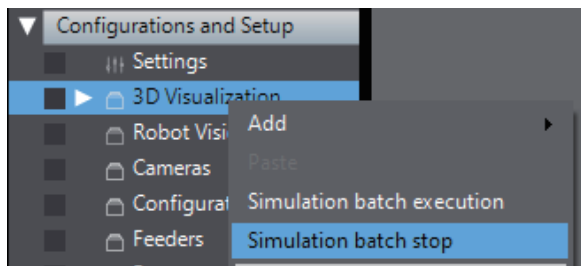 Configurations and Setup
Settings
3D Visualization
Robot Visi
Add
Paste
Cameras
Configurat
Simulation batch execution
Feeders
Simulation batch stop